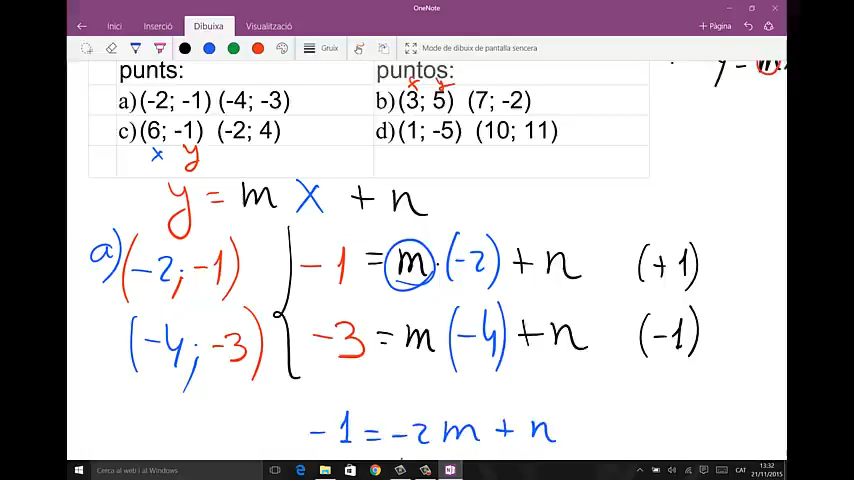 OneNote
Inici Inserció Dibuixa Visualització + Pàgina
Gruix Mode de dibuix de pantalla sencera
punts: puntos:
x y
a) (-2; -1) (-4; -3) b) (3; 5) (7; -2)
c) (6; -1) (-2; 4) d) (1; -5) (10; 11)
x y
y = m x + n
a) (-2; -1) -1 = m · (-2) + n (+1)
(-4; -3) -3 = m (-4) + n (-1)
-1 = -2 m + n
Cerca al web i al Windows
CAT 13:32
21/11/2015